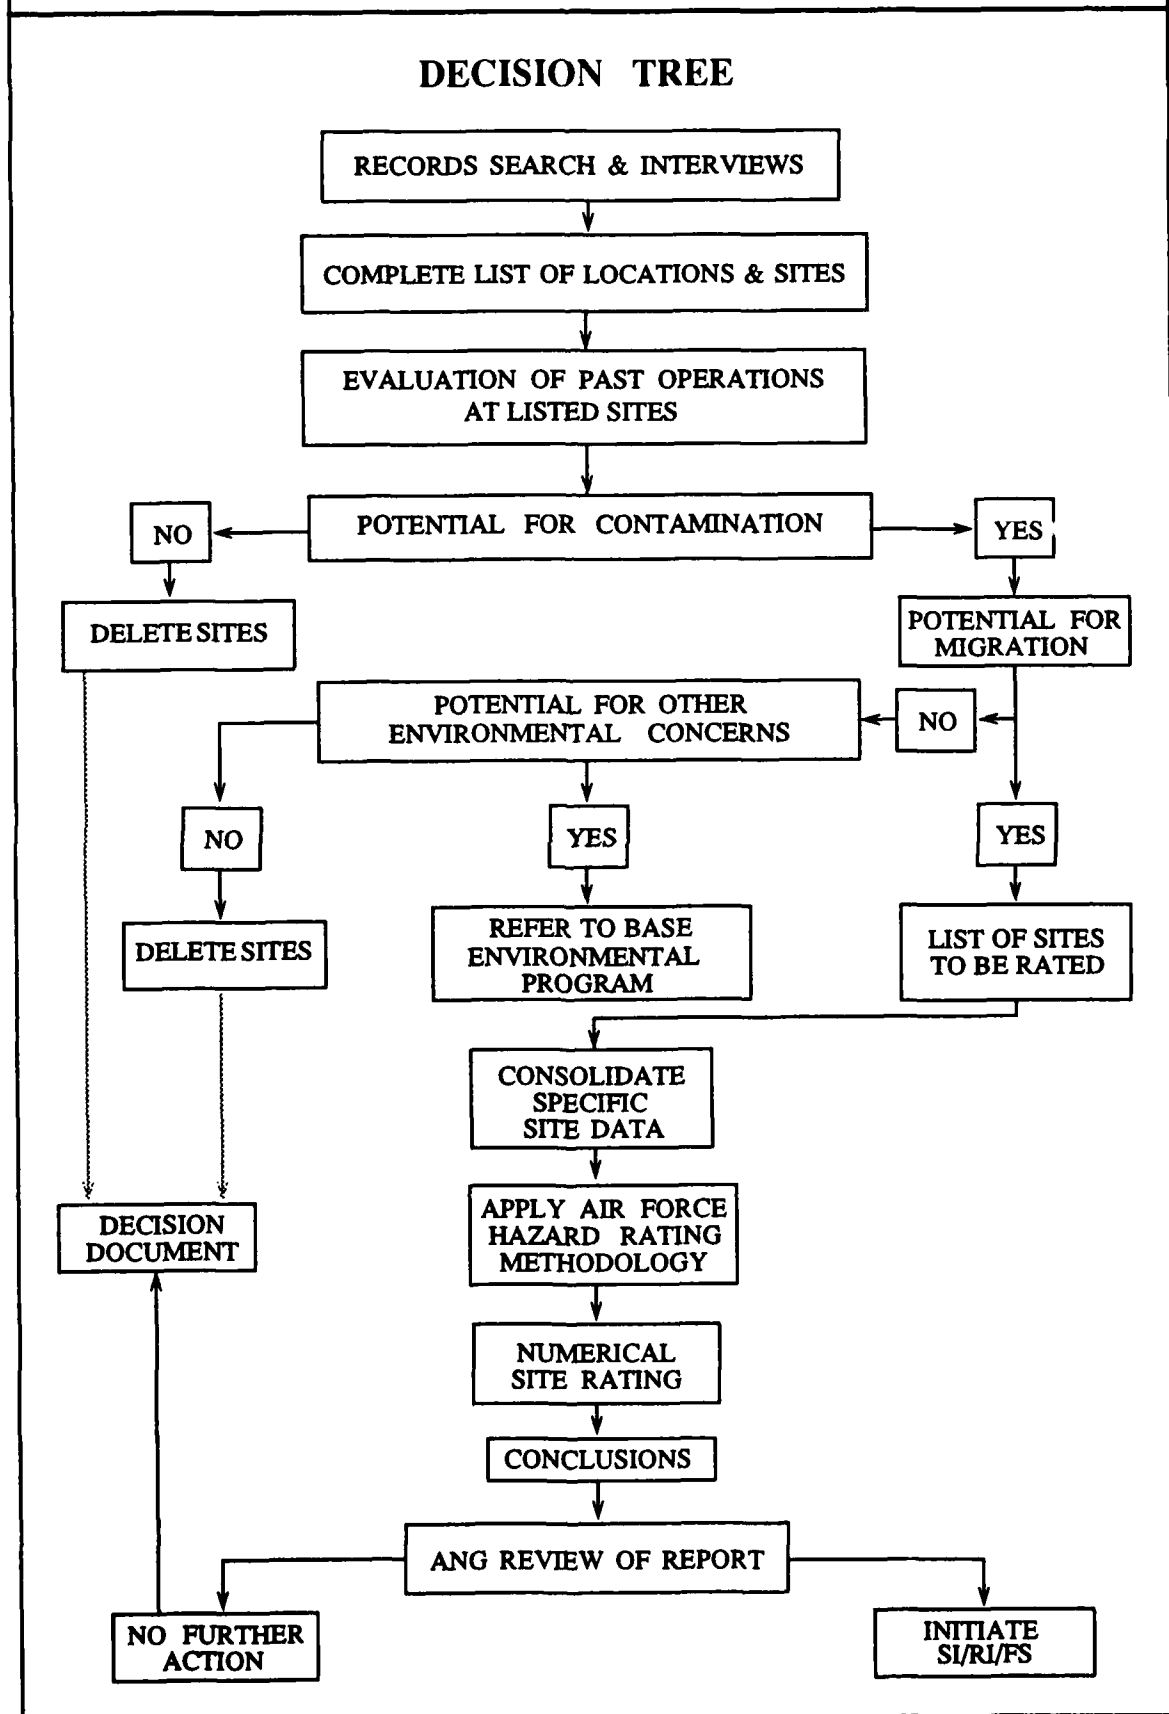 DECISION TREE
RECORDS SEARCH & INTERVIEWS
COMPLETE LIST OF LOCATIONS & SITES
EVALUATION OF PAST OPERATIONS
AT LISTED SITES
NO
POTENTIAL FOR CONTAMINATION
YES
DELETE SITES
POTENTIAL FOR
MIGRATION
POTENTIAL FOR OTHER
ENVIRONMENTAL CONCERNS
NO
NO
YES
YES
DELETE SITES
REFER TO BASE
ENVIRONMENTAL
PROGRAM
LIST OF SITES
TO BE RATED
CONSOLIDATE
SPECIFIC
SITE DATA
DECISION
DOCUMENT
APPLY AIR FORCE
HAZARD RATING
METHODOLOGY
NUMERICAL
SITE RATING
CONCLUSIONS
ANG REVIEW OF REPORT
NO FURTHER
ACTION
INITIATE
SI/RI/FS